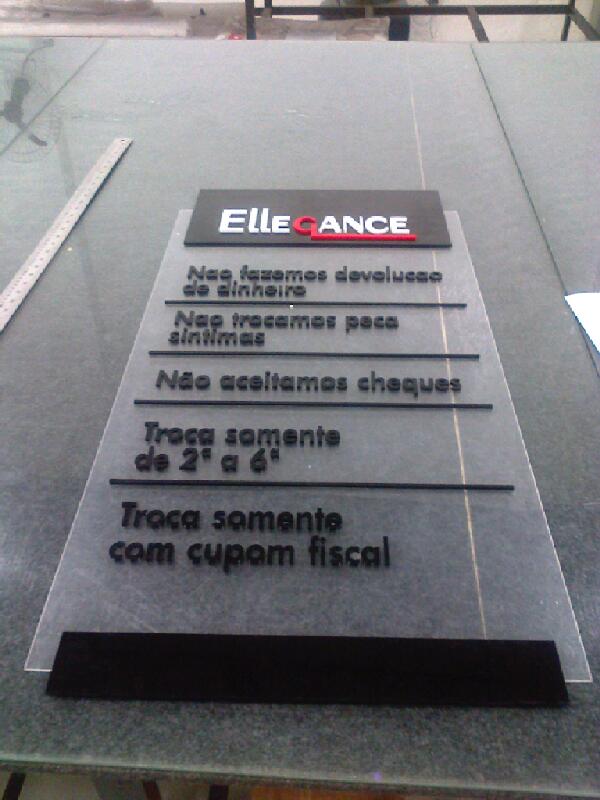 EllegANCE
Nao fazemos devolucao
de dinheiro
Nao trocamos peca
sintimas
Não aceitamos cheques
Troca somente
de 2ª a 6ª
Troca somente
com cupom fiscal